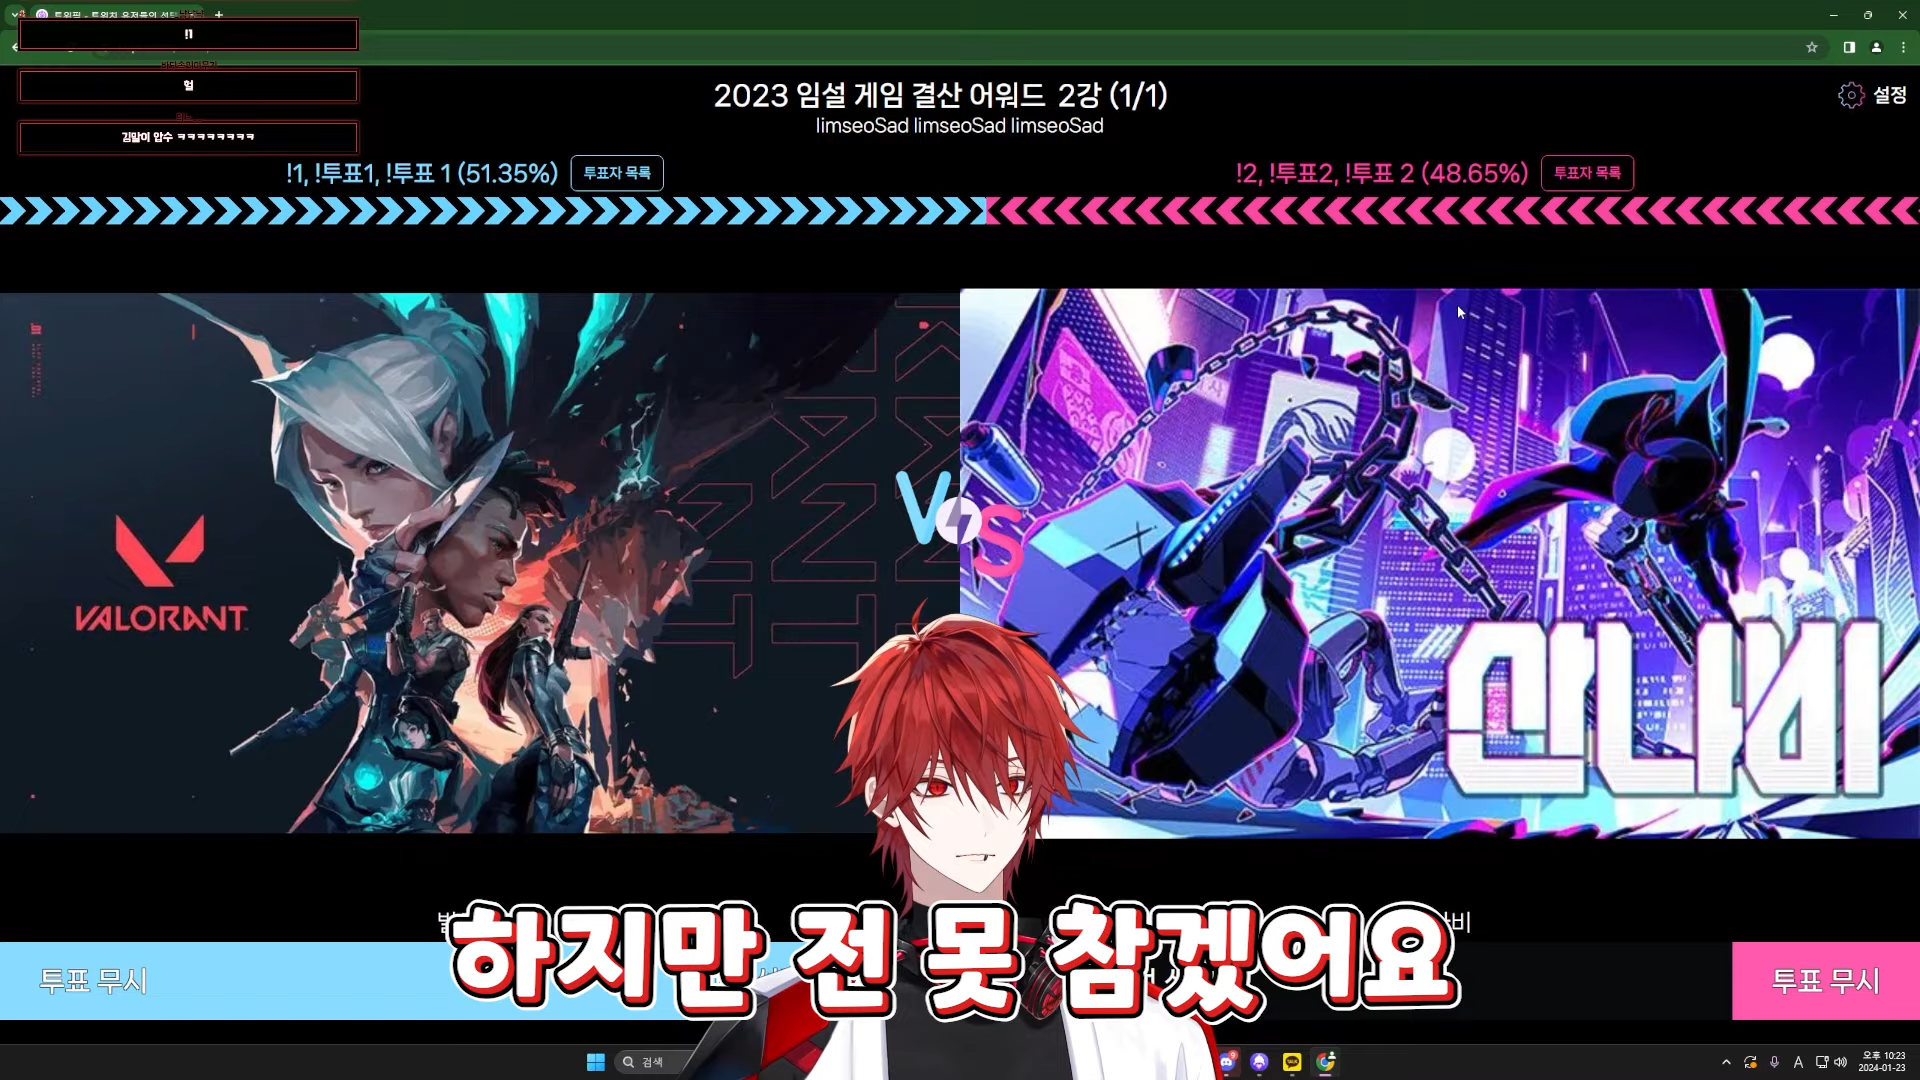 !1
헐
김말이 압수 ㅋㅋㅋㅋㅋㅋㅋㅋ
2023 임설 게임 결산 어워드 2강 (1/1)
limseoSad limseoSad limseoSad
설정
!1, !투표1, !투표 1 (51.35%)
투표자 목록
!2, !투표2, !투표 2 (48.65%)
투표자 목록
VALORANT
VS
산나비
하지만 전 못 참겠어요
투표 무시
투표 무시
검색
A
오후 10:23
2024-01-23